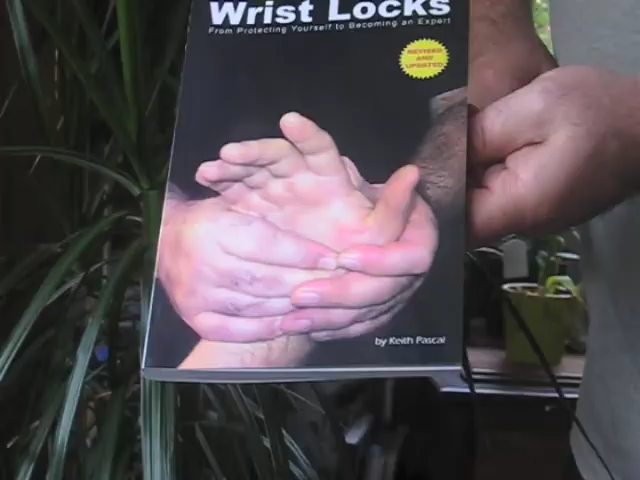 Wrist Locks
From Protecting Yourself to Becoming an Expert
REVISED
AND
UPDATED
by Keith Pascal